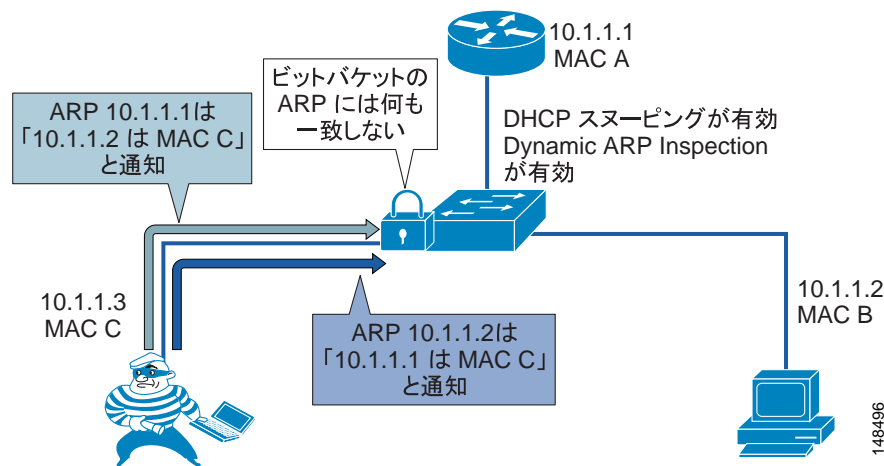 10.1.1.1
MAC A
ビットバケットの
ARP には何も
一致しない
ARP 10.1.1.1は
「10.1.1.2 は MAC C」
と通知
DHCP スヌーピングが有効
Dynamic ARP Inspection
が有効
10.1.1.3
MAC C
ARP 10.1.1.2は
「10.1.1.1 は MAC C」
と通知
10.1.1.2
MAC B
148496